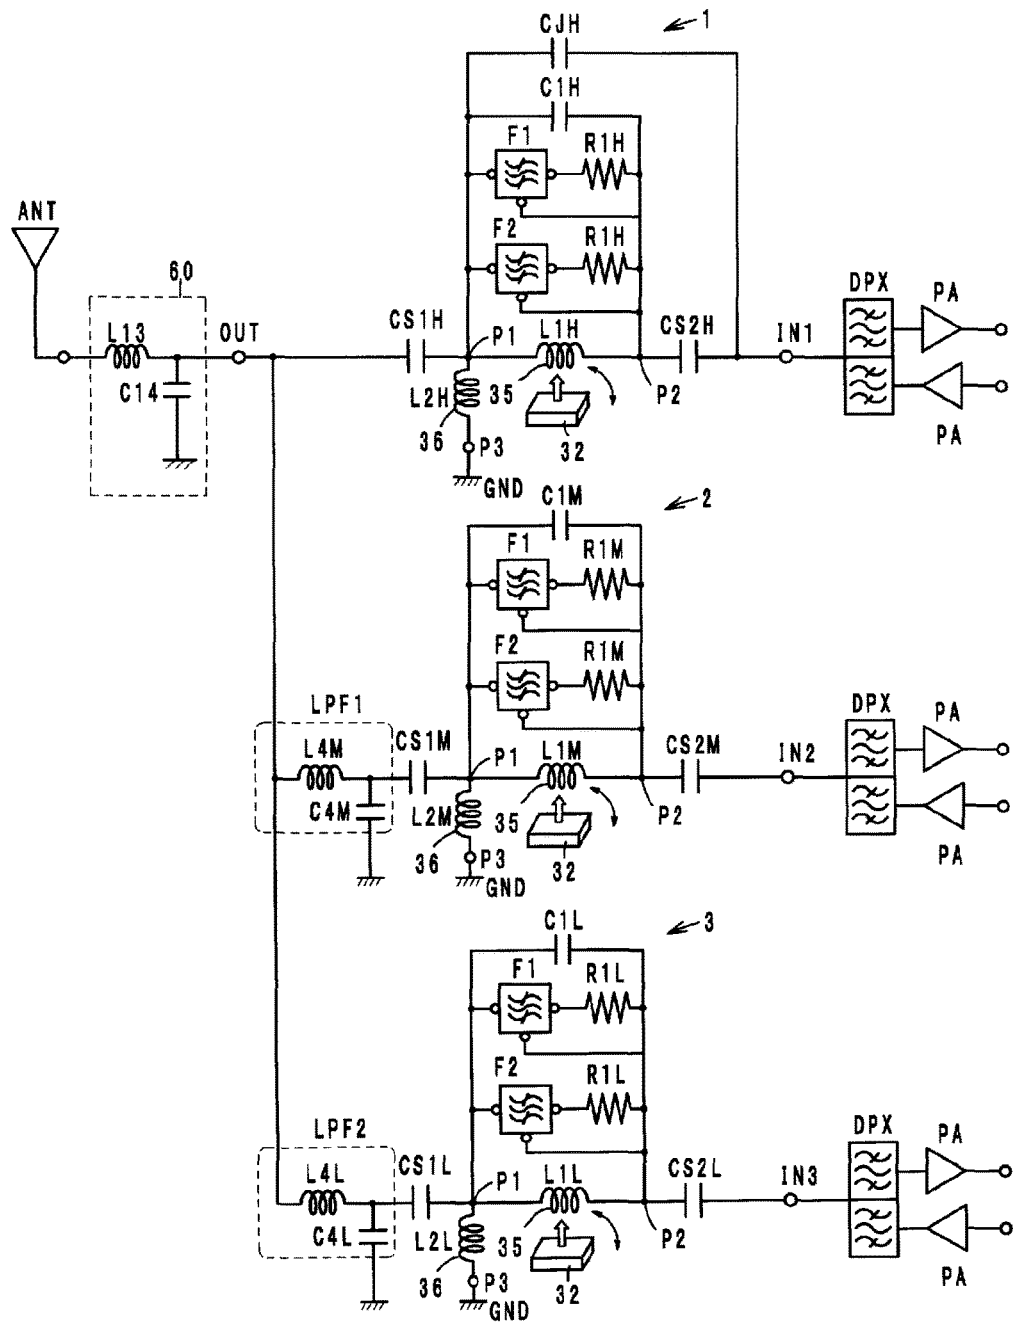 CJH
1
C1H
F1
R1H
ANT
F2
R1H
60
DPX
PA
L13
OUT
CS1H
P1
L1H
CS2H
IN1
C14
L2H
35
P2
36
P3
32
PA
GND
C1M
2
F1
R1M
F2
R1M
LPF1
DPX
PA
L4M
CS1M
P1
L1M
CS2M
IN2
C4M
L2M
35
P2
36
P3
32
PA
GND
C1L
3
F1
R1L
F2
R1L
LPF2
DPX
PA
L4L
CS1L
P1
L1L
CS2L
IN3
C4L
L2L
35
P2
36
P3
32
PA
GND